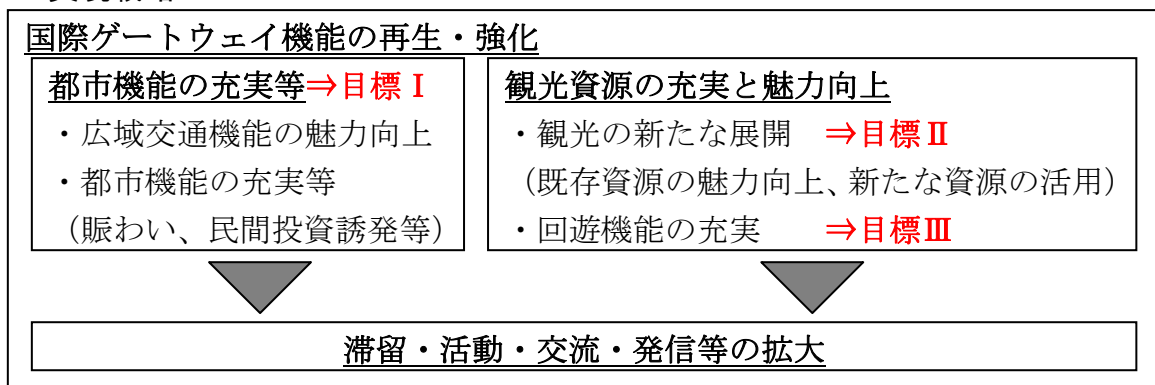 国際ゲートウェイ機能の再生・強化
都市機能の充実等⇒目標Ⅰ
・広域交通機能の魅力向上
・都市機能の充実等
（賑わい、民間投資誘発等）
観光資源の充実と魅力向上
・観光の新たな展開　⇒目標Ⅱ
（既存資源の魅力向上、新たな資源の活用）
・回遊機能の充実　　⇒目標Ⅲ
滞留・活動・交流・発信等の拡大